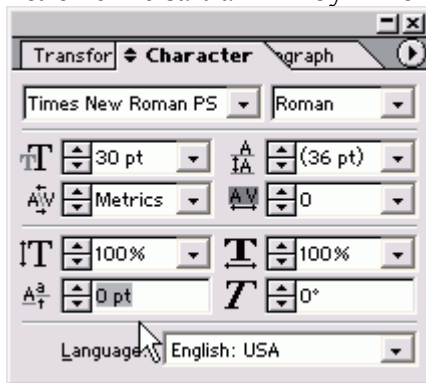 Transfor Character agraph
Times New Roman PS Roman
30 pt (36 pt)
Metrics 0
100% 100%
0 pt 0°
Language English: USA